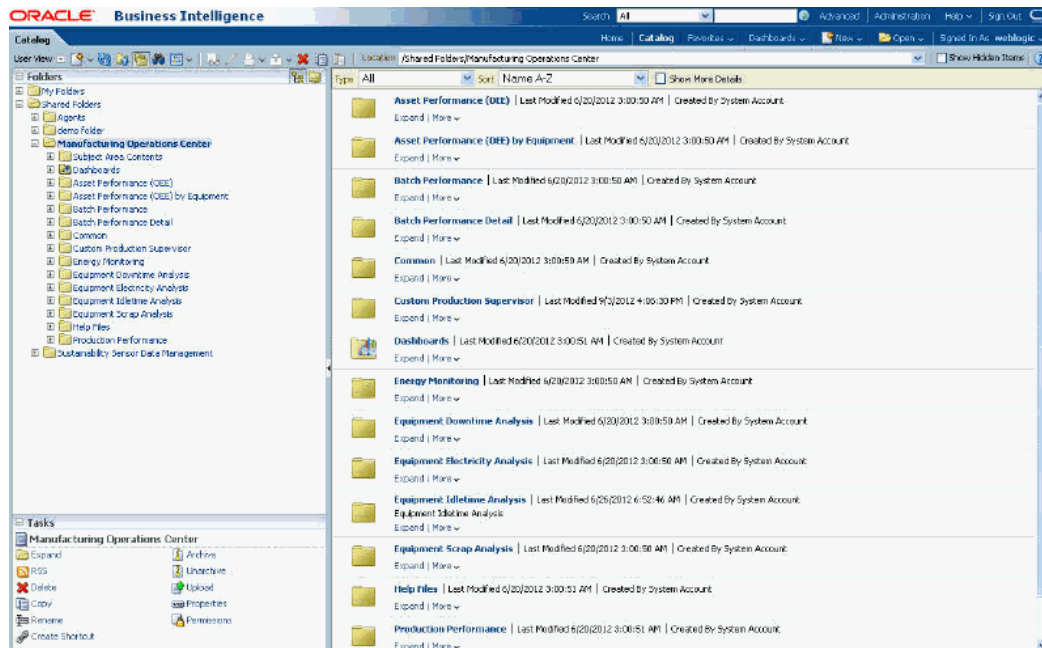 ORACLE Business Intelligence
Search All Advanced Administration Help Sign Out
Catalog
Home Catalog Favorites Dashboards New Open Signed In As weblogic
User View Location /Shared Folders/Manufacturing Operations Center Show Hidden Items
Folders
My Folders
Shared Folders
Agents
demo folder
Manufacturing Operations Center
Subject Area Contents
Dashboards
Asset Performance (OEE)
Asset Performance (OEE) by Equipment
Batch Performance
Batch Performance Detail
Common
Custom Production Supervisor
Energy Monitoring
Equipment Downtime Analysis
Equipment Electricity Analysis
Equipment Idletime Analysis
Equipment Scrap Analysis
Help Files
Production Performance
Sustainability Sensor Data Management
Tasks
Manufacturing Operations Center
Expand Archive
RSS Unarchive
Delete Upload
Copy Properties
Rename Permissions
Create Shortcut
Type All Sort Name A-Z Show More Details
Asset Performance (OEE) | Last Modified 6/20/2012 3:00:50 AM | Created By System Account
Expand | More
Asset Performance (OEE) by Equipment | Last Modified 6/20/2012 3:00:50 AM | Created By System Account
Expand | More
Batch Performance | Last Modified 6/20/2012 3:00:50 AM | Created By System Account
Expand | More
Batch Performance Detail | Last Modified 6/20/2012 3:00:50 AM | Created By System Account
Expand | More
Common | Last Modified 6/20/2012 3:00:50 AM | Created By System Account
Expand | More
Custom Production Supervisor | Last Modified 9/3/2012 4:06:30 PM | Created By System Account
Expand | More
Dashboards | Last Modified 6/20/2012 3:00:51 AM | Created By System Account
Expand | More
Energy Monitoring | Last Modified 6/20/2012 3:00:50 AM | Created By System Account
Expand | More
Equipment Downtime Analysis | Last Modified 6/20/2012 3:00:50 AM | Created By System Account
Expand | More
Equipment Electricity Analysis | Last Modified 6/20/2012 3:00:50 AM | Created By System Account
Expand | More
Equipment Idletime Analysis | Last Modified 6/26/2012 6:52:46 AM | Created By System Account
Equipment Idletime Analysis
Expand | More
Equipment Scrap Analysis | Last Modified 6/20/2012 3:00:50 AM | Created By System Account
Expand | More
Help Files | Last Modified 6/20/2012 3:00:51 AM | Created By System Account
Expand | More
Production Performance | Last Modified 6/20/2012 3:00:51 AM | Created By System Account
Expand | More